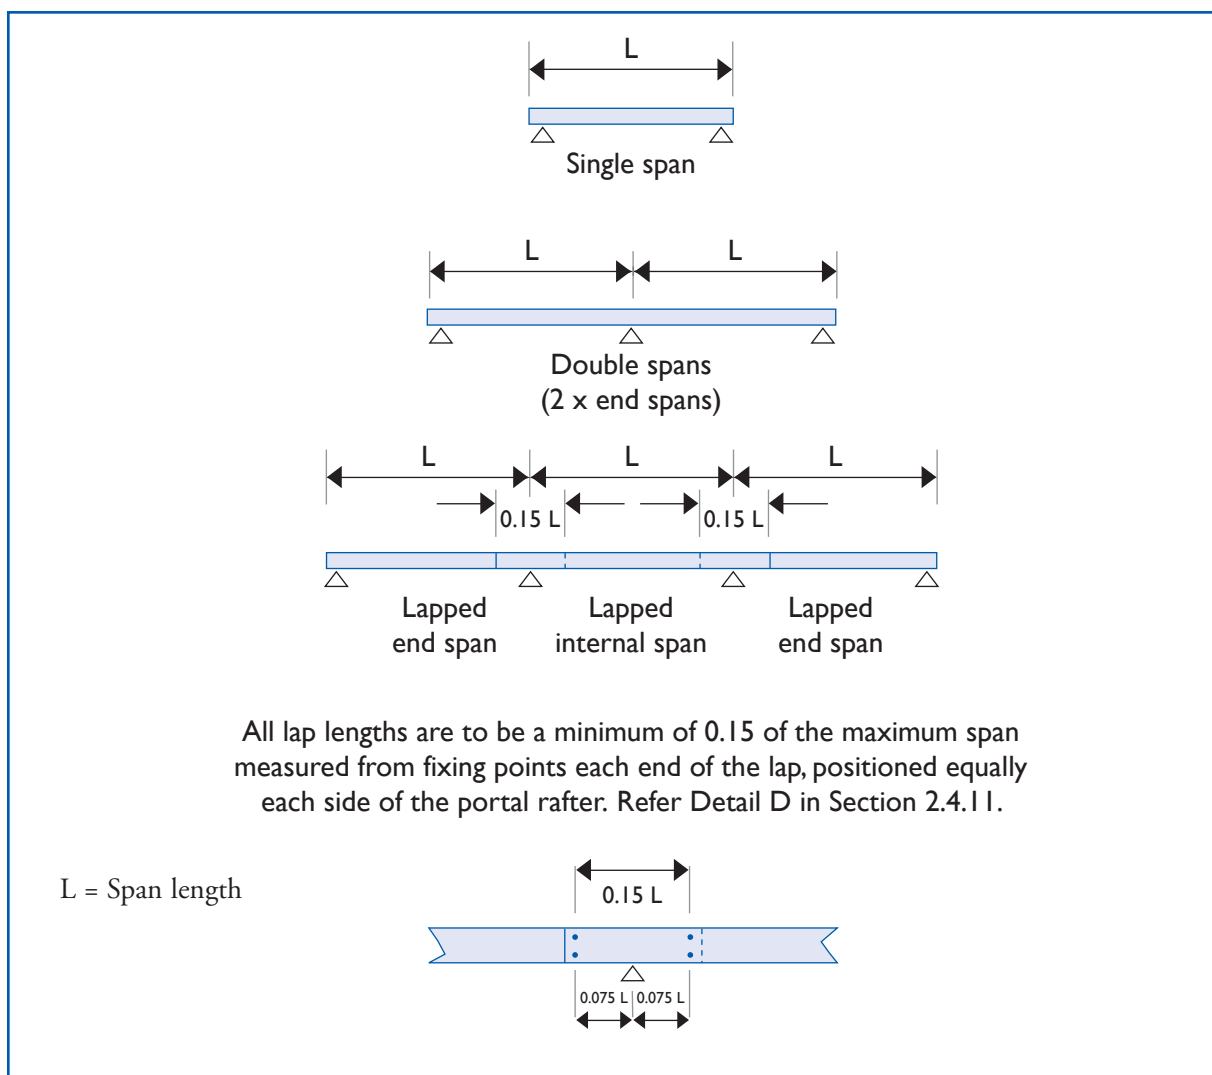 L
Single span
L L
Double spans
(2 x end spans)
L L L
0.15 L 0.15 L
Lapped Lapped Lapped
end span internal span end span
All lap lengths are to be a minimum of 0.15 of the maximum span
measured from fixing points each end of the lap, positioned equally
each side of the portal rafter. Refer Detail D in Section 2.4.11.
L = Span length
0.15 L
0.075 L 0.075 L